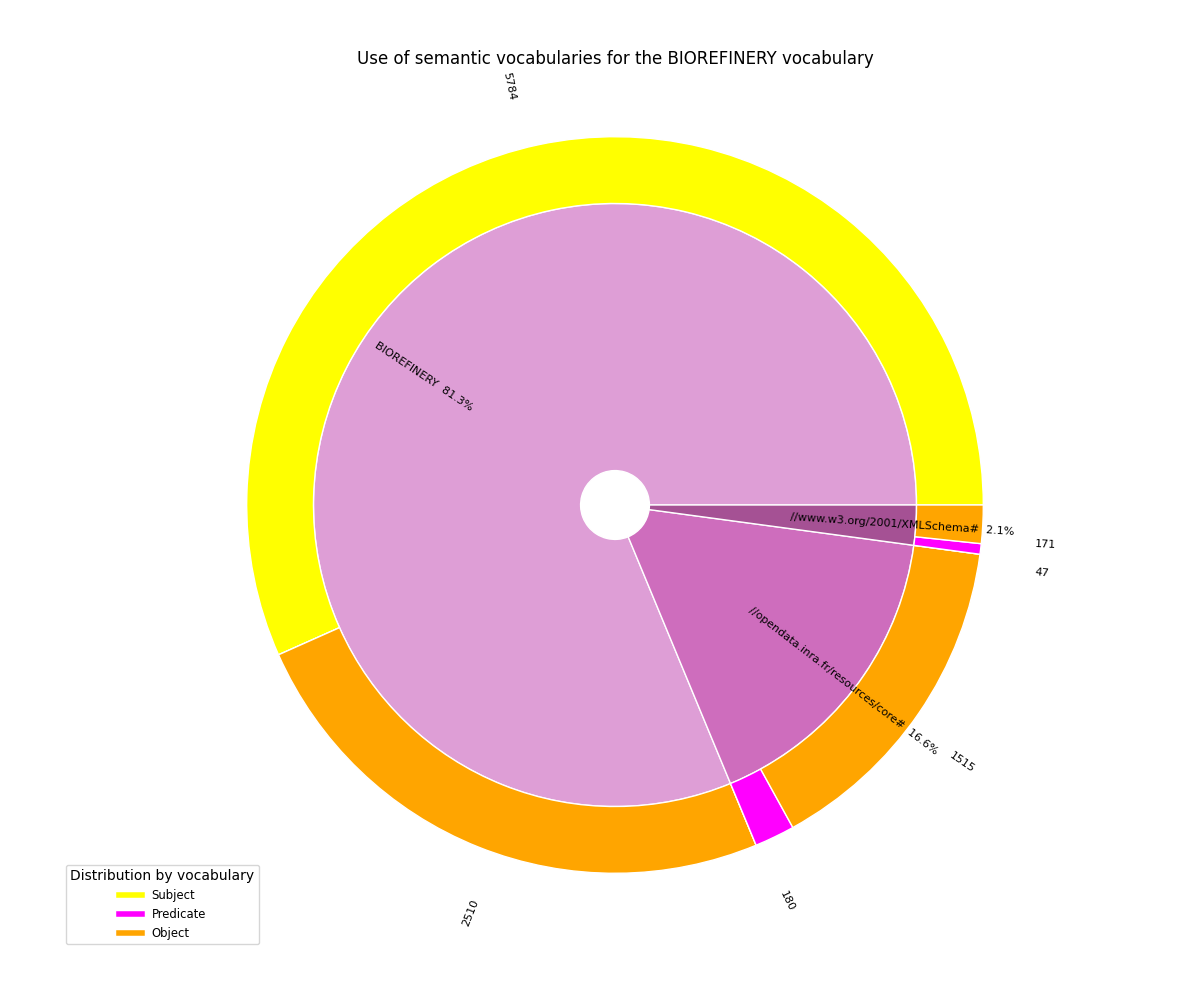 Use of semantic vocabularies for the BIOREFINERY vocabulary
5784
BIOREFINERY  81.3%
//www.w3.org/2001/XMLSchema#  2.1%
171
47
//opendata.inra.fr/resources/core#  16.6%
1515
180
2510
Distribution by vocabulary
Subject
Predicate
Object